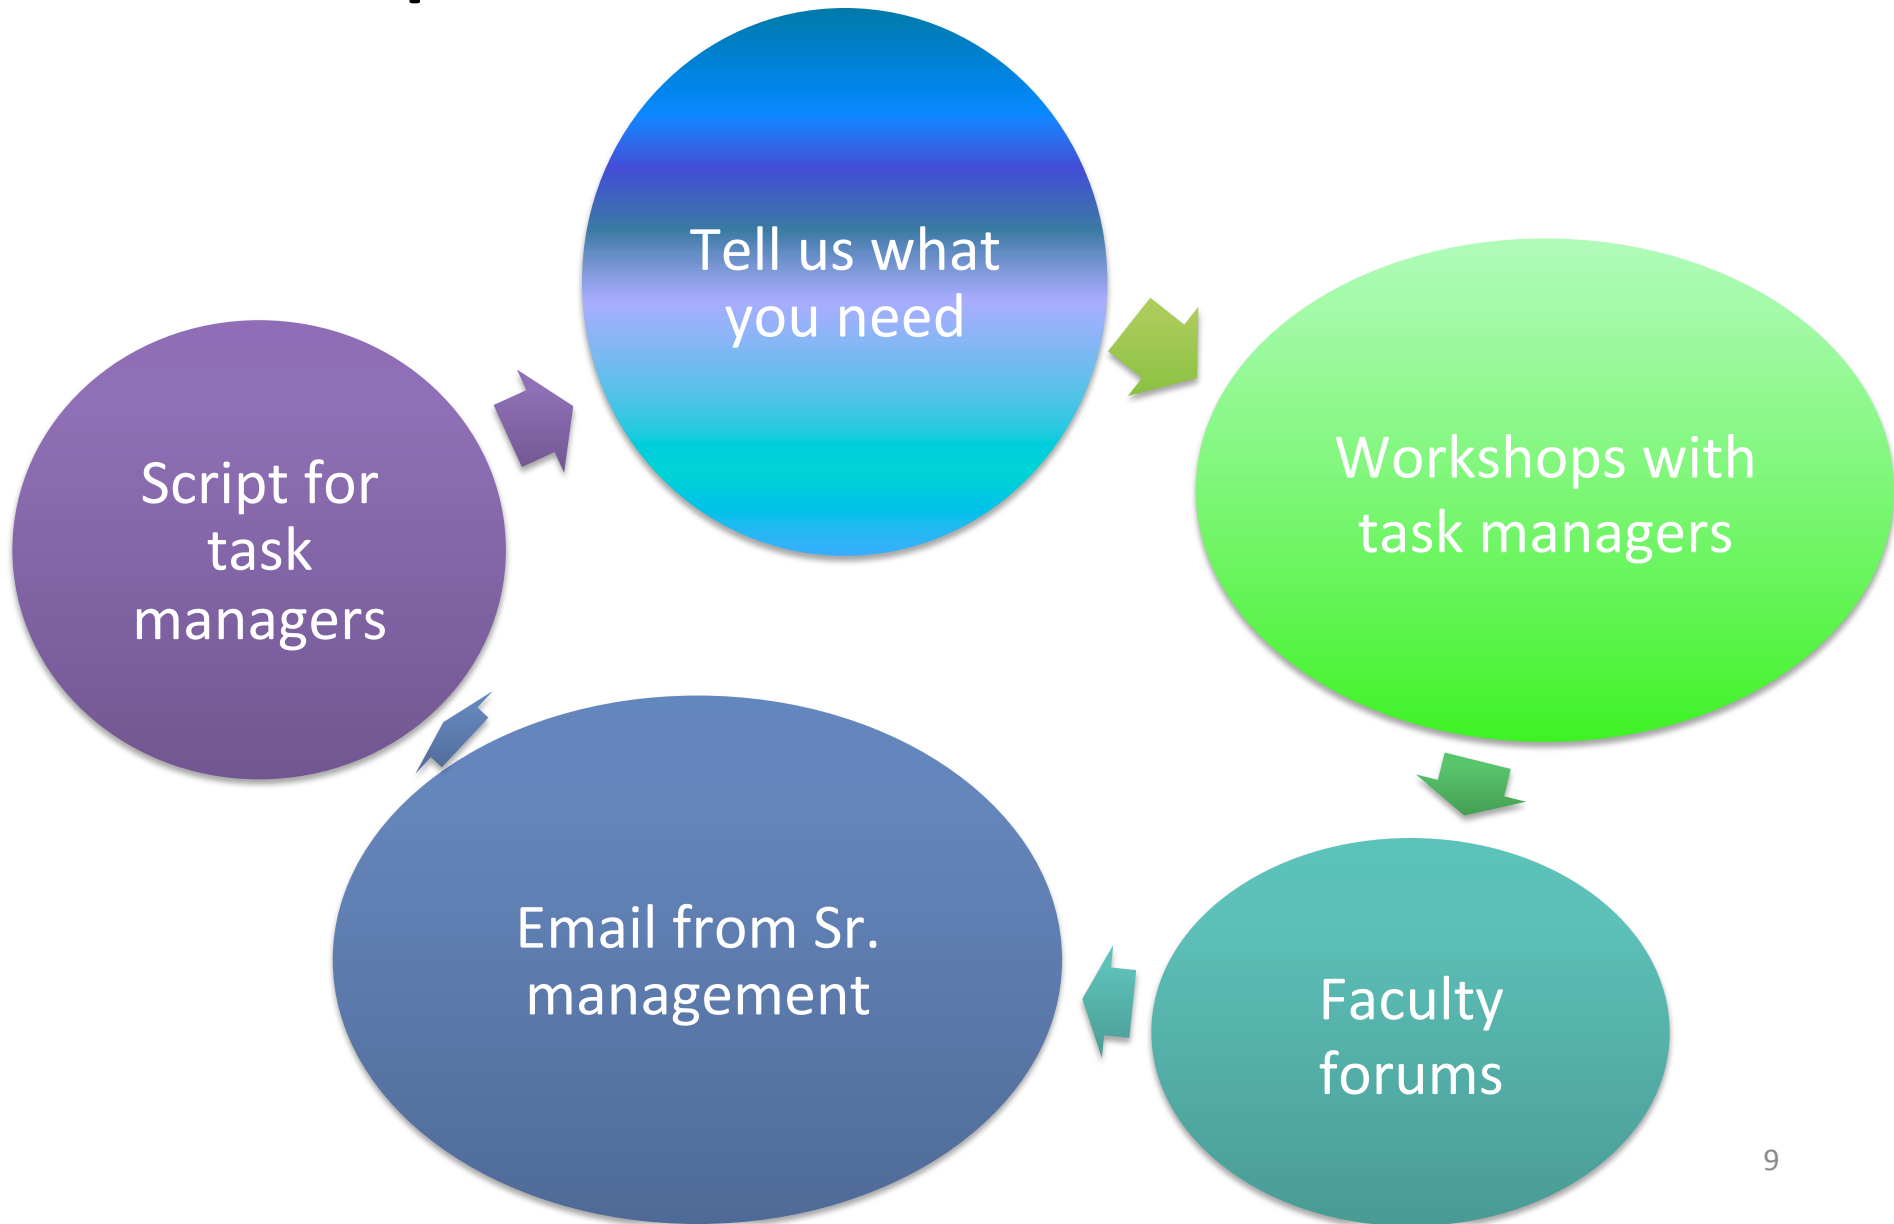 Tell us what
you need
Workshops with
task managers
Faculty
forums
Email from Sr.
management
Script for
task
managers
9